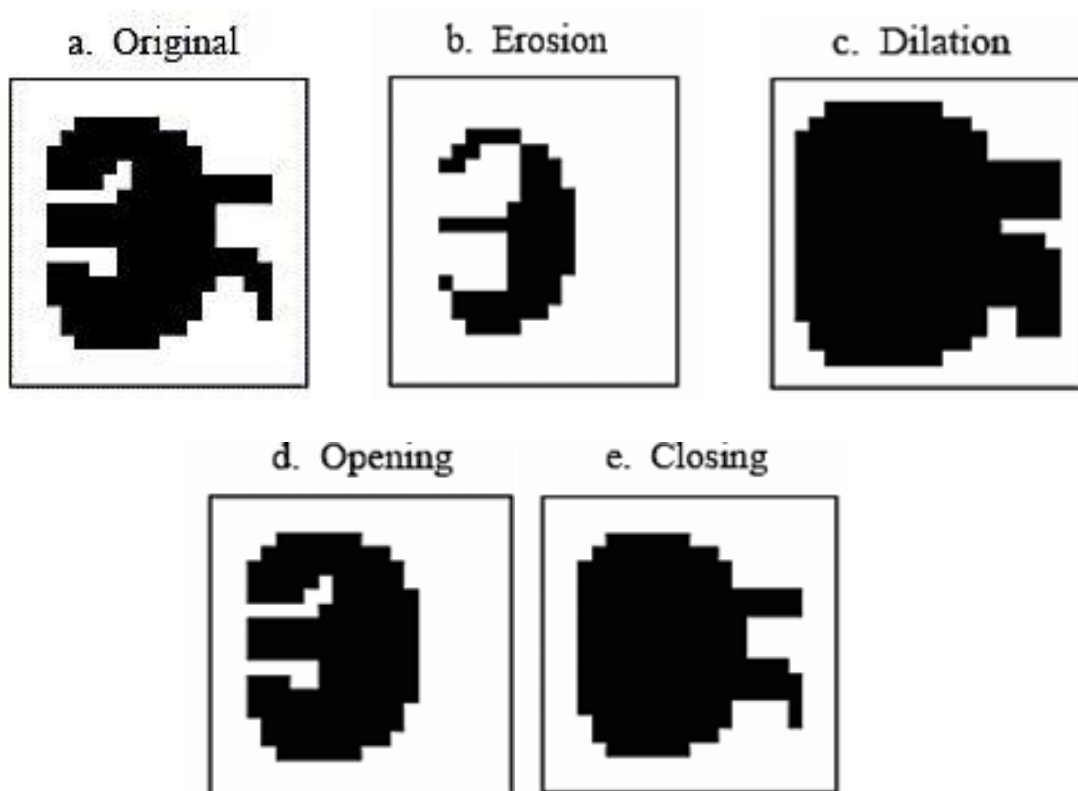 a. Original
b. Erosion
c. Dilation
d. Opening
e. Closing